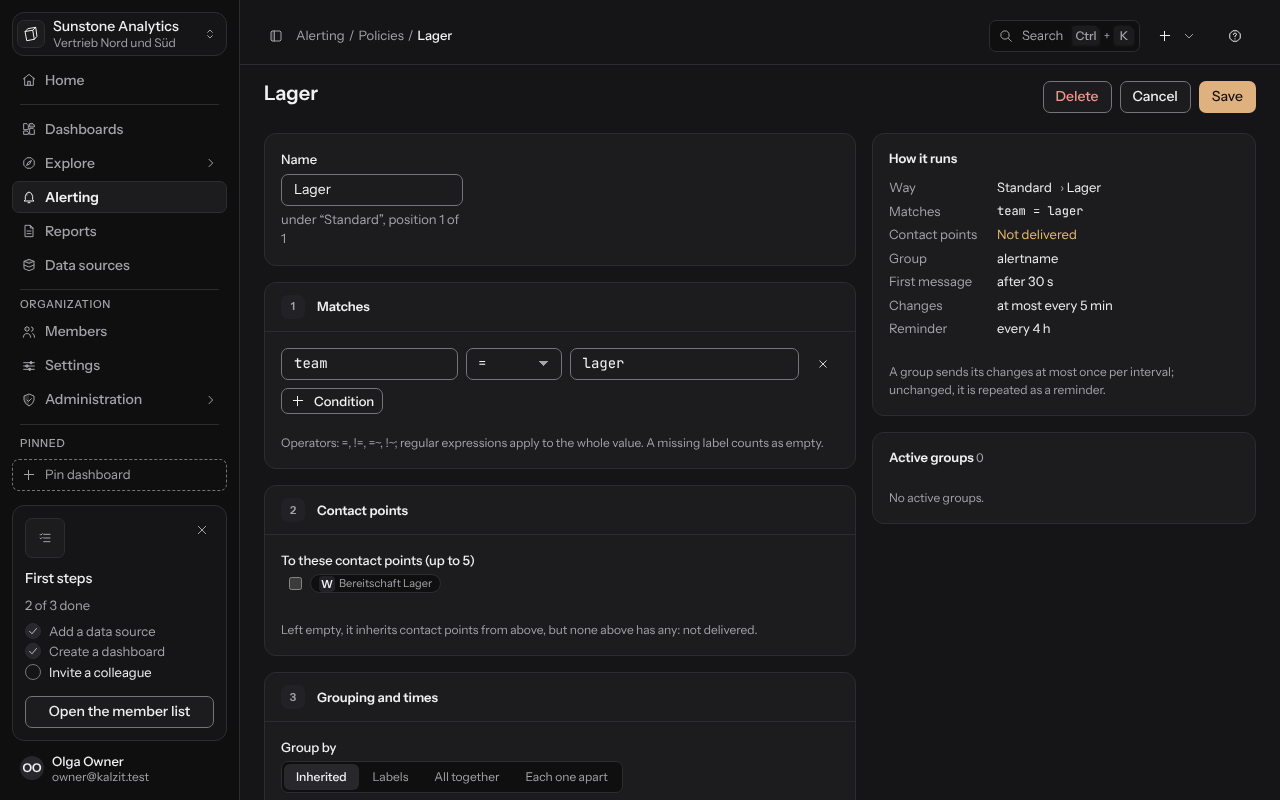 Sunstone Analytics
Vertrieb Nord und Süd
Home
Dashboards
Explore
Alerting
Reports
Data sources
ORGANIZATION
Members
Settings
Administration
PINNED
Pin dashboard
First steps
2 of 3 done
Add a data source
Create a dashboard
Invite a colleague
Open the member list
OO
Olga Owner
owner@kalzit.test
Alerting / Policies / Lager
Search Ctrl + K
Lager
Delete
Cancel
Save
Name
Lager
under “Standard”, position 1 of
1
1 Matches
team = lager
Condition
Operators: =, !=, =~, !~; regular expressions apply to the whole value. A missing label counts as empty.
2 Contact points
To these contact points (up to 5)
W Bereitschaft Lager
Left empty, it inherits contact points from above, but none above has any: not delivered.
3 Grouping and times
Group by
Inherited Labels All together Each one apart
How it runs
Way Standard › Lager
Matches team = lager
Contact points Not delivered
Group alertname
First message after 30 s
Changes at most every 5 min
Reminder every 4 h
A group sends its changes at most once per interval;
unchanged, it is repeated as a reminder.
Active groups 0
No active groups.